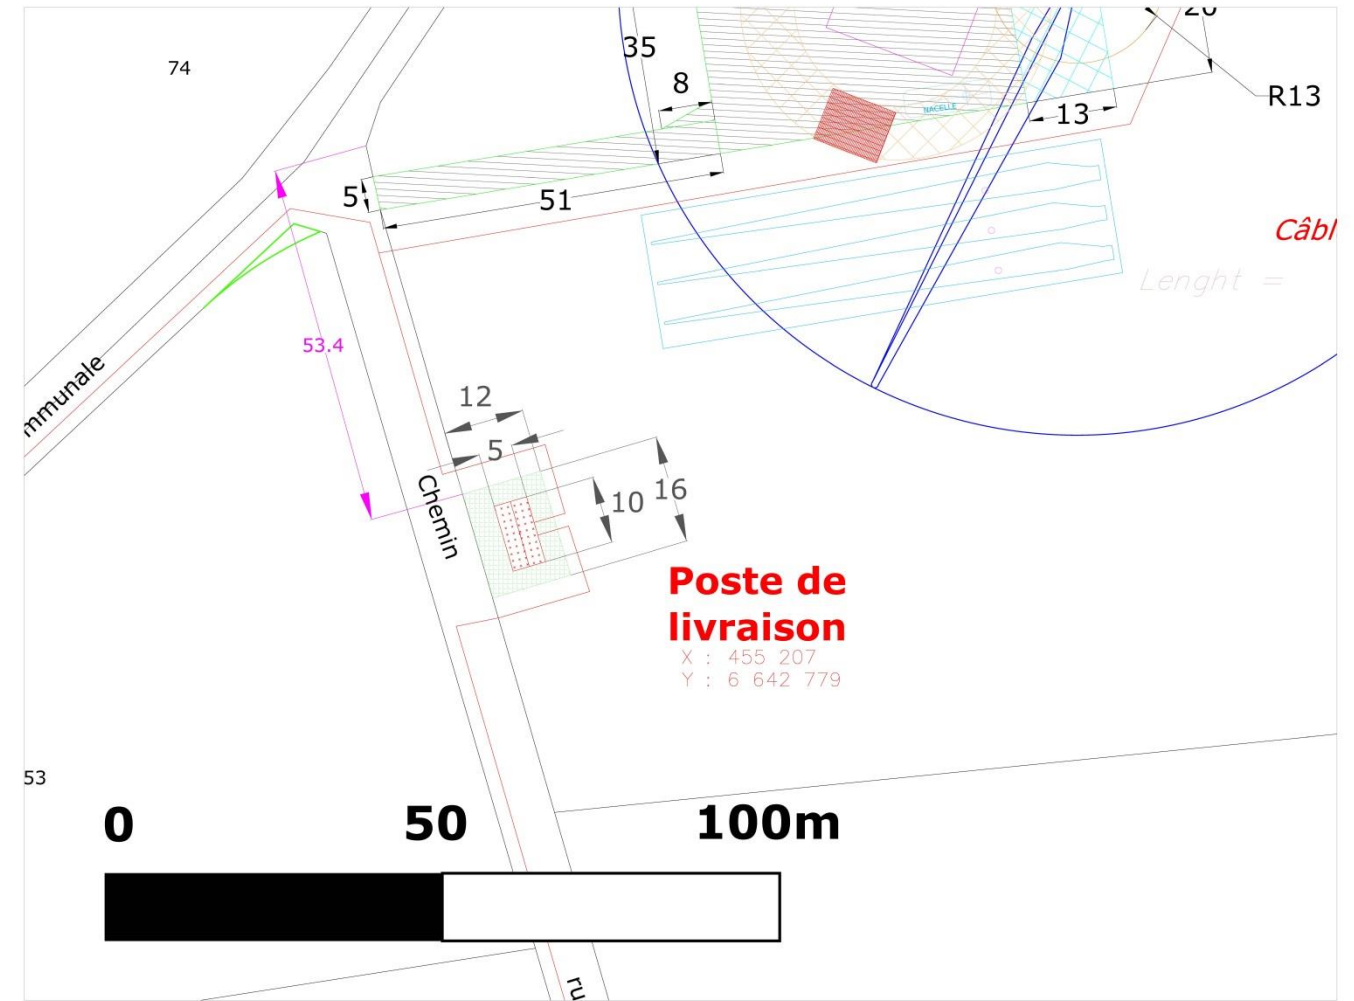 20
35
74
8
R13
NACELLE
13
5
51
Câbl
Lenght =
53.4
mmunale
12
5
16
10
Chemin
Poste de
livraison
X : 455 207
Y : 6 642 779
53
0 50 100m
ru